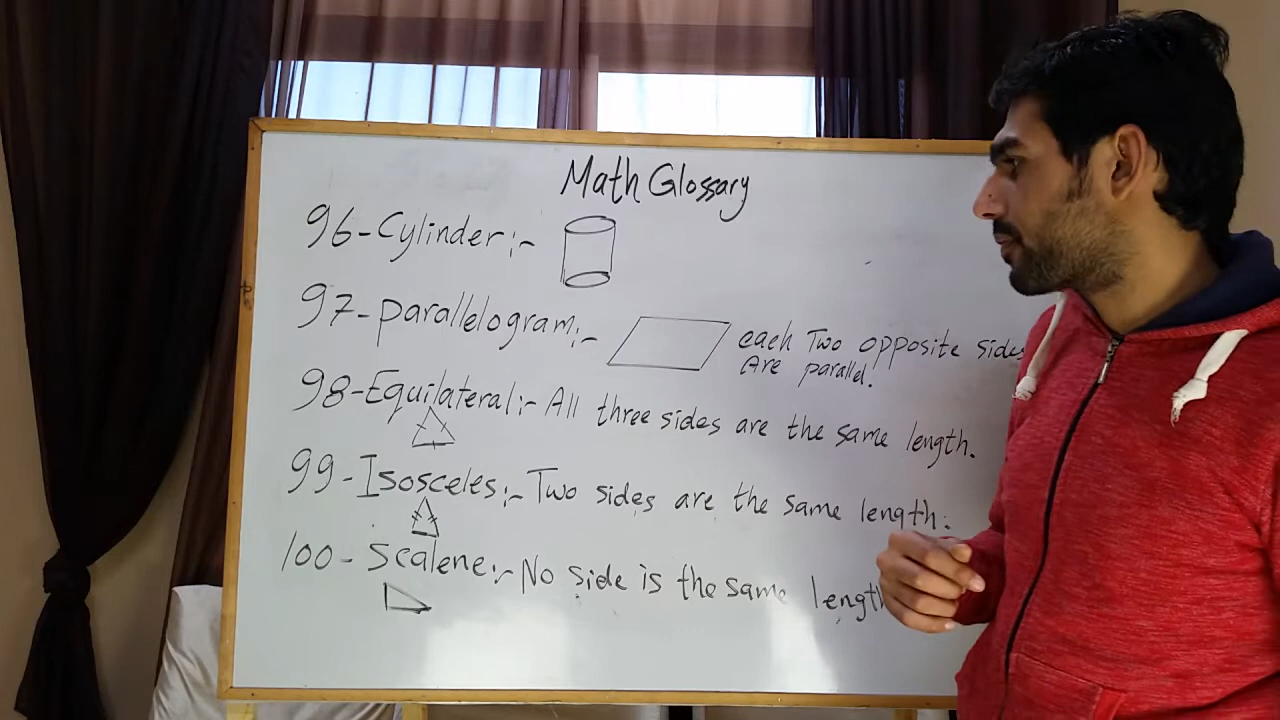 Math Glossary
96-Cylinder:-
97-parallelogram:- each Two opposite sides
Are parallel.
98-Equilateral:- All three sides are the same length.
99-Isosceles:- Two sides are the same length.
100-Scalene:- No side is the same length